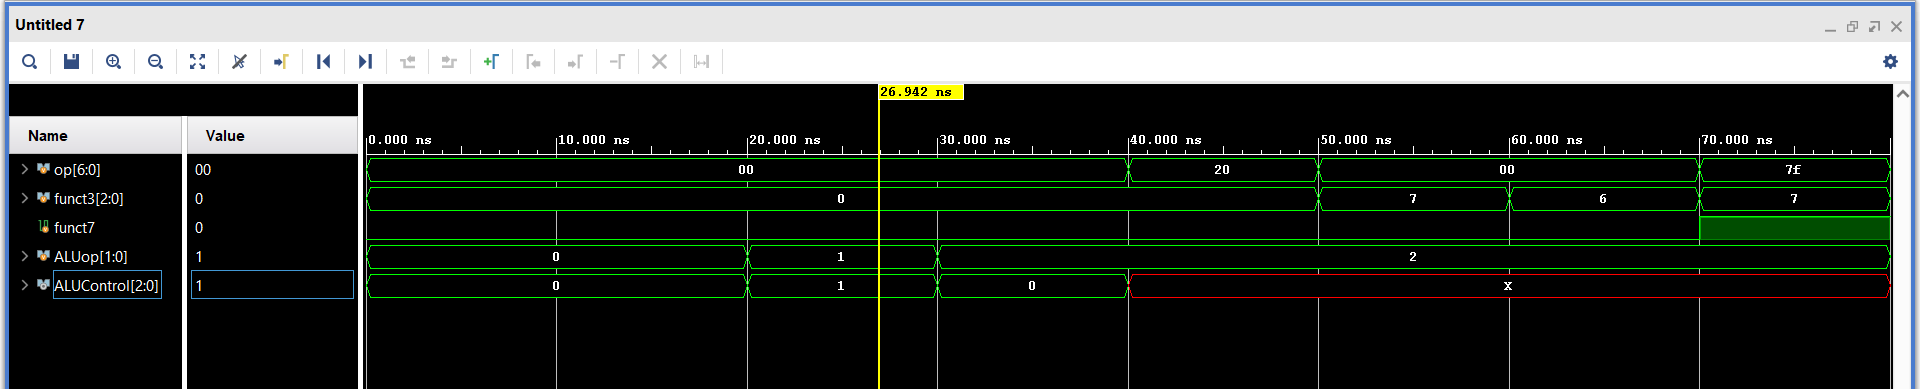 Untitled 7
26.942 ns
Name Value
0.000 ns 10.000 ns 20.000 ns 30.000 ns 40.000 ns 50.000 ns 60.000 ns 70.000 ns
op[6:0] 00 00 20 00 7f
funct3[2:0] 0 0 7 6 7
funct7 0
ALUop[1:0] 1 0 1 2
ALUControl[2:0] 1 0 1 0 X